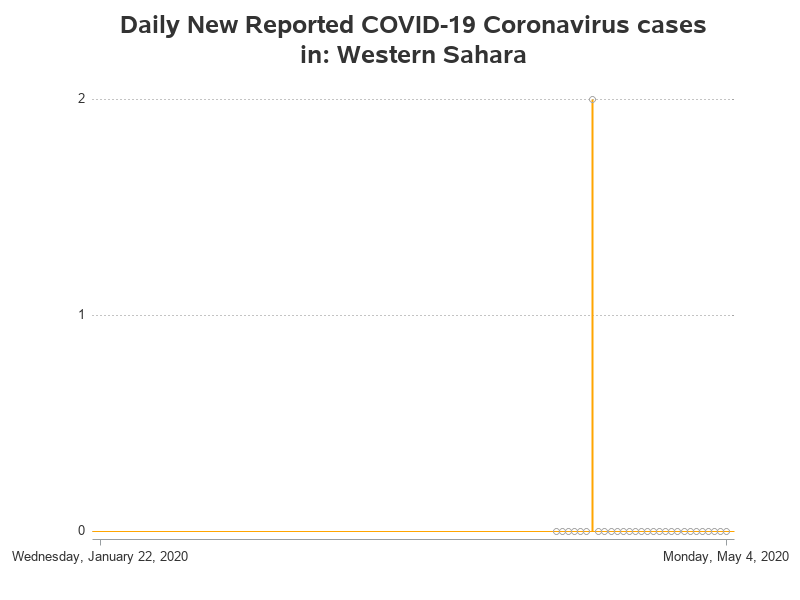 Daily New Reported COVID-19 Coronavirus cases
in: Western Sahara
2
1
0
Wednesday, January 22, 2020
Monday, May 4, 2020